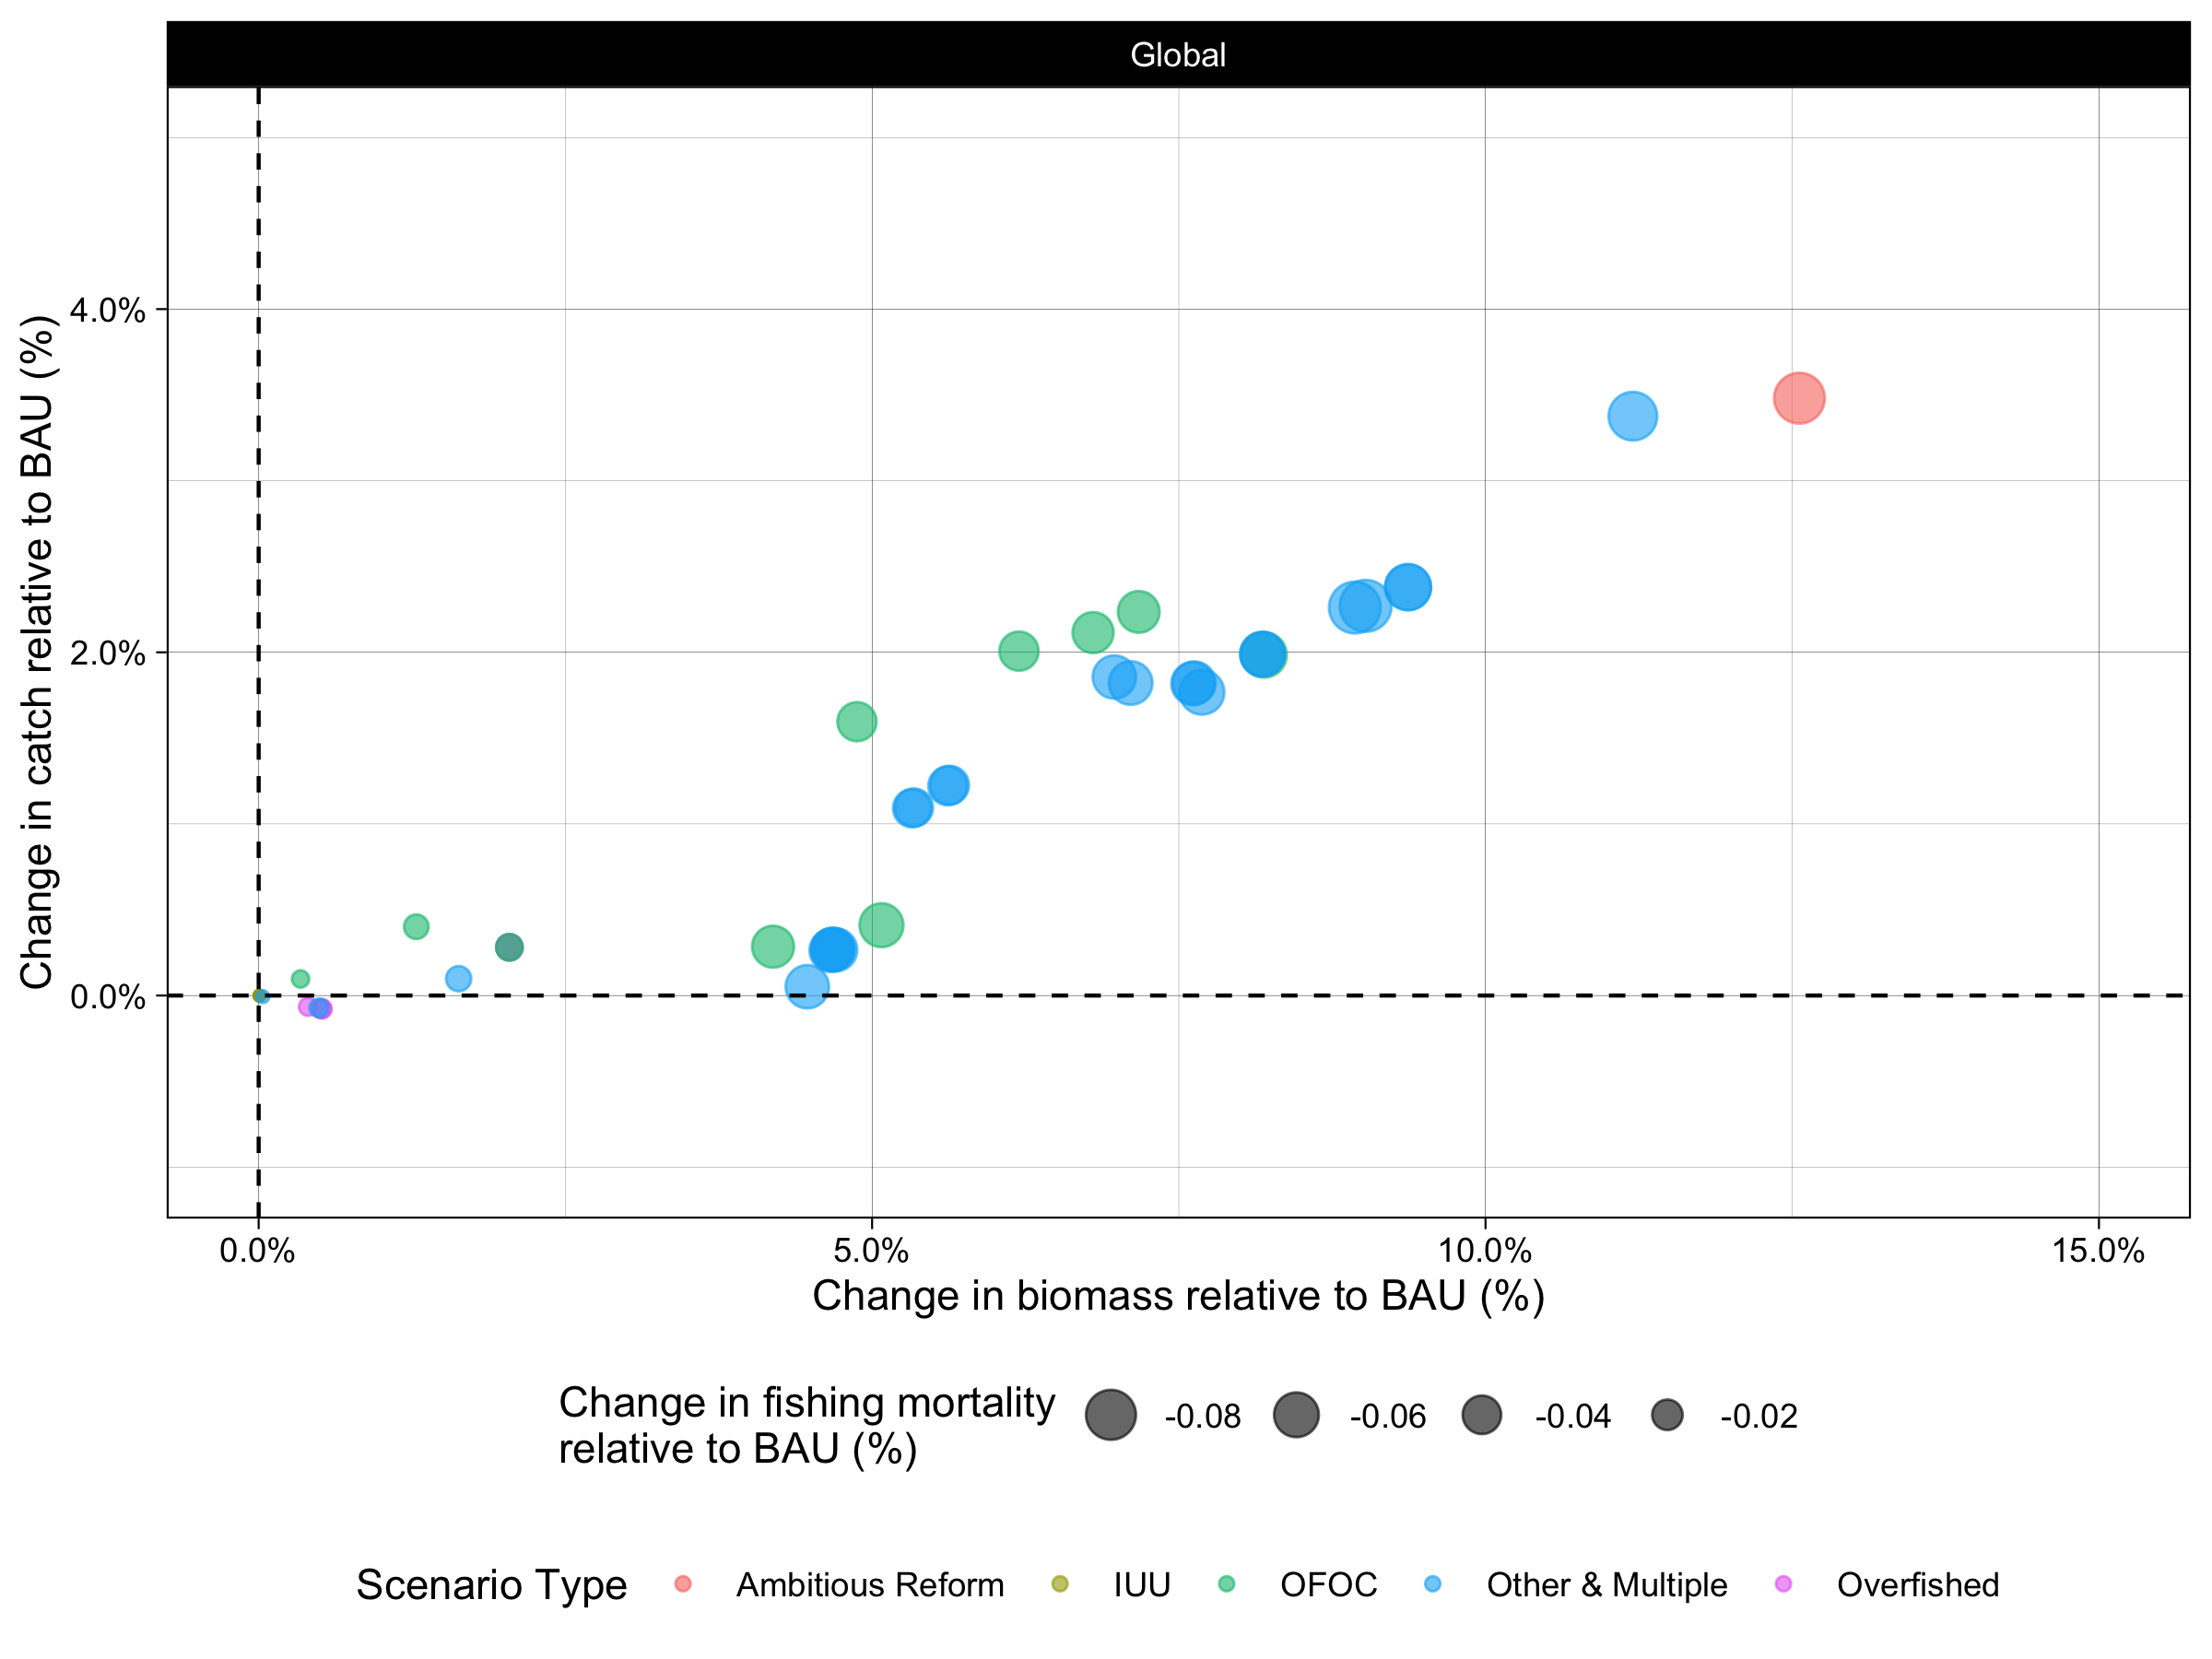 Global
Change in catch relative to BAU (%)
4.0%
2.0%
0.0%
0.0%
5.0%
10.0%
15.0%
Change in biomass relative to BAU (%)
Change in fishing mortality
relative to BAU (%)
-0.08
-0.06
-0.04
-0.02
Scenario Type
Ambitious Reform
IUU
OFOC
Other & Multiple
Overfished